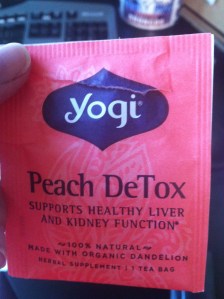 yogi®
Peach DeTox
SUPPORTS HEALTHY LIVER
AND KIDNEY FUNCTION*
100% NATURAL
MADE WITH ORGANIC DANDELION
HERBAL SUPPLEMENT | 1 TEA BAG